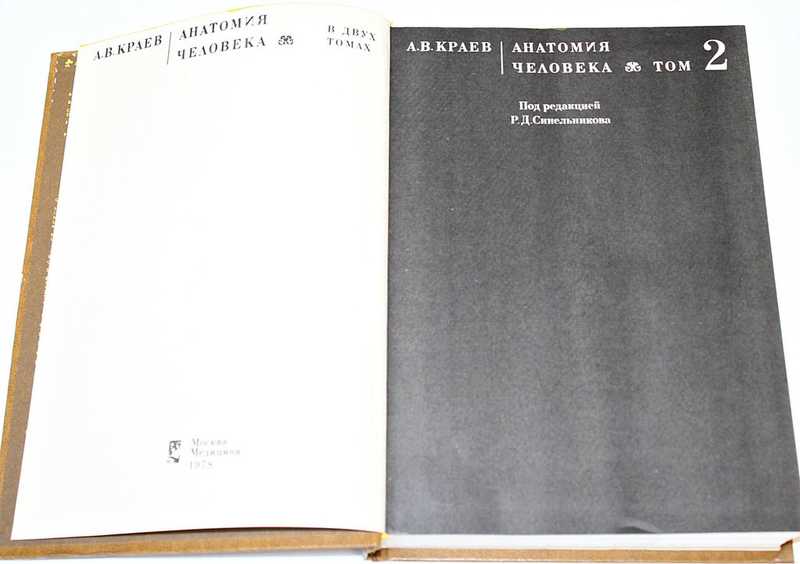 А.В.КРАЕВ
АНАТОМИЯ
ЧЕЛОВЕКА
В ДВУХ
ТОМАХ
Москва
Медицина
1978
А.В.КРАЕВ
АНАТОМИЯ
ЧЕЛОВЕКА ТОМ 2
Под редакцией
Р.Д.Синельникова